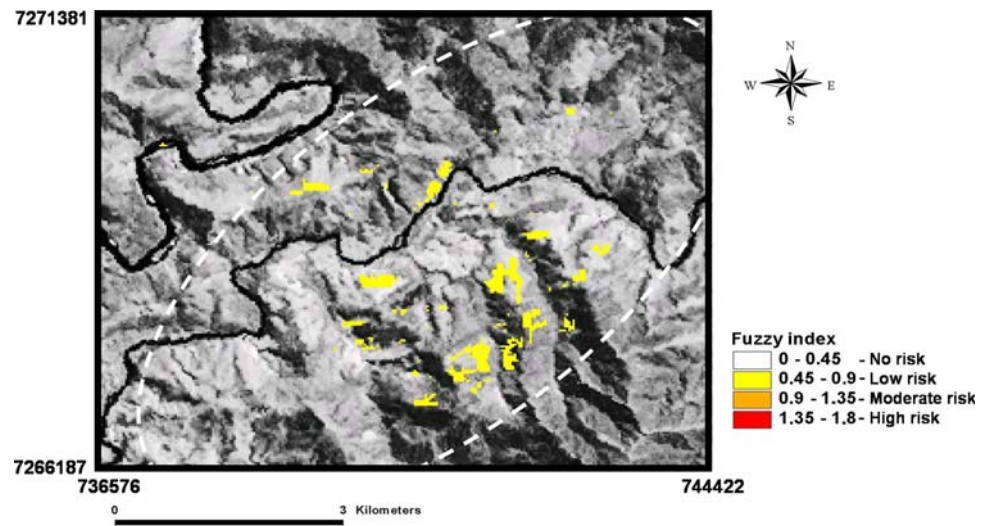 7271381
N
W E
S
Fuzzy index
0 - 0.45 - No risk
0.45 - 0.9 - Low risk
0.9 - 1.35 - Moderate risk
1.35 - 1.8 - High risk
7266187
736576 744422
0 3 Kilometers